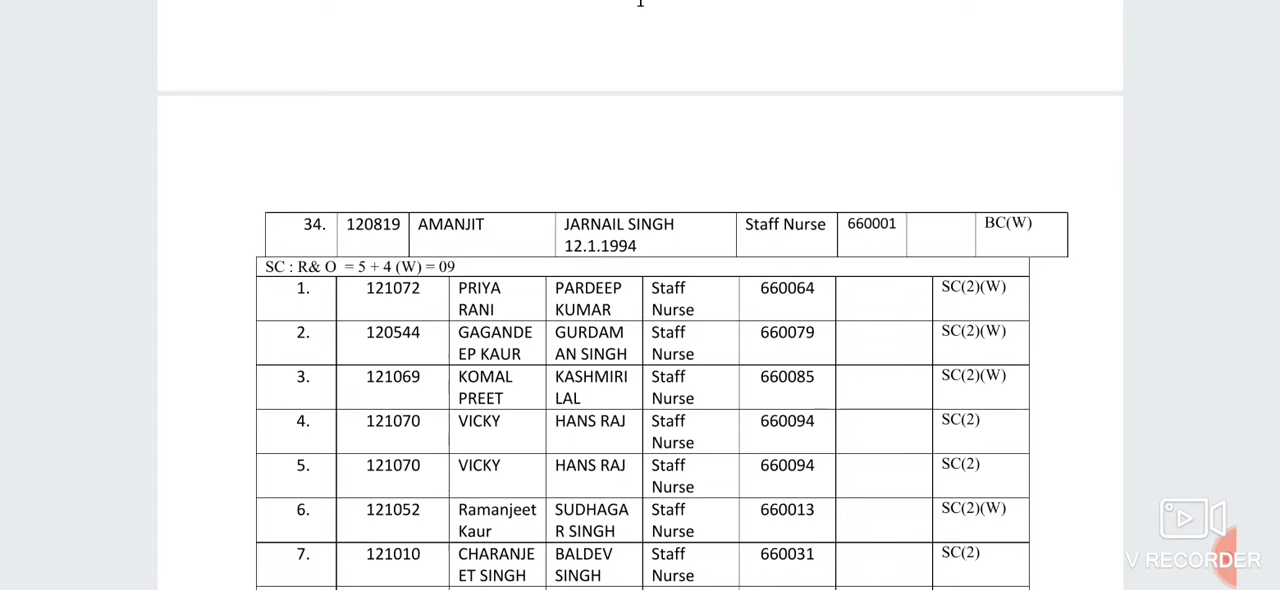 1
34. 120819 AMANJIT JARNAIL SINGH Staff Nurse 660001 BC(W)
12.1.1994
SC : R& O = 5 + 4 (W) = 09
1. 121072 PRIYA PARDEEP Staff 660064 SC(2)(W)
RANI KUMAR Nurse
2. 120544 GAGANDE GURDAM Staff 660079 SC(2)(W)
EP KAUR AN SINGH Nurse
3. 121069 KOMAL KASHMIRI Staff 660085 SC(2)(W)
PREET LAL Nurse
4. 121070 VICKY HANS RAJ Staff 660094 SC(2)
Nurse
5. 121070 VICKY HANS RAJ Staff 660094 SC(2)
Nurse
6. 121052 Ramanjeet SUDHAGA Staff 660013 SC(2)(W)
Kaur R SINGH Nurse
7. 121010 CHARANJE BALDEV Staff 660031 SC(2)
ET SINGH SINGH Nurse
V RECORDER